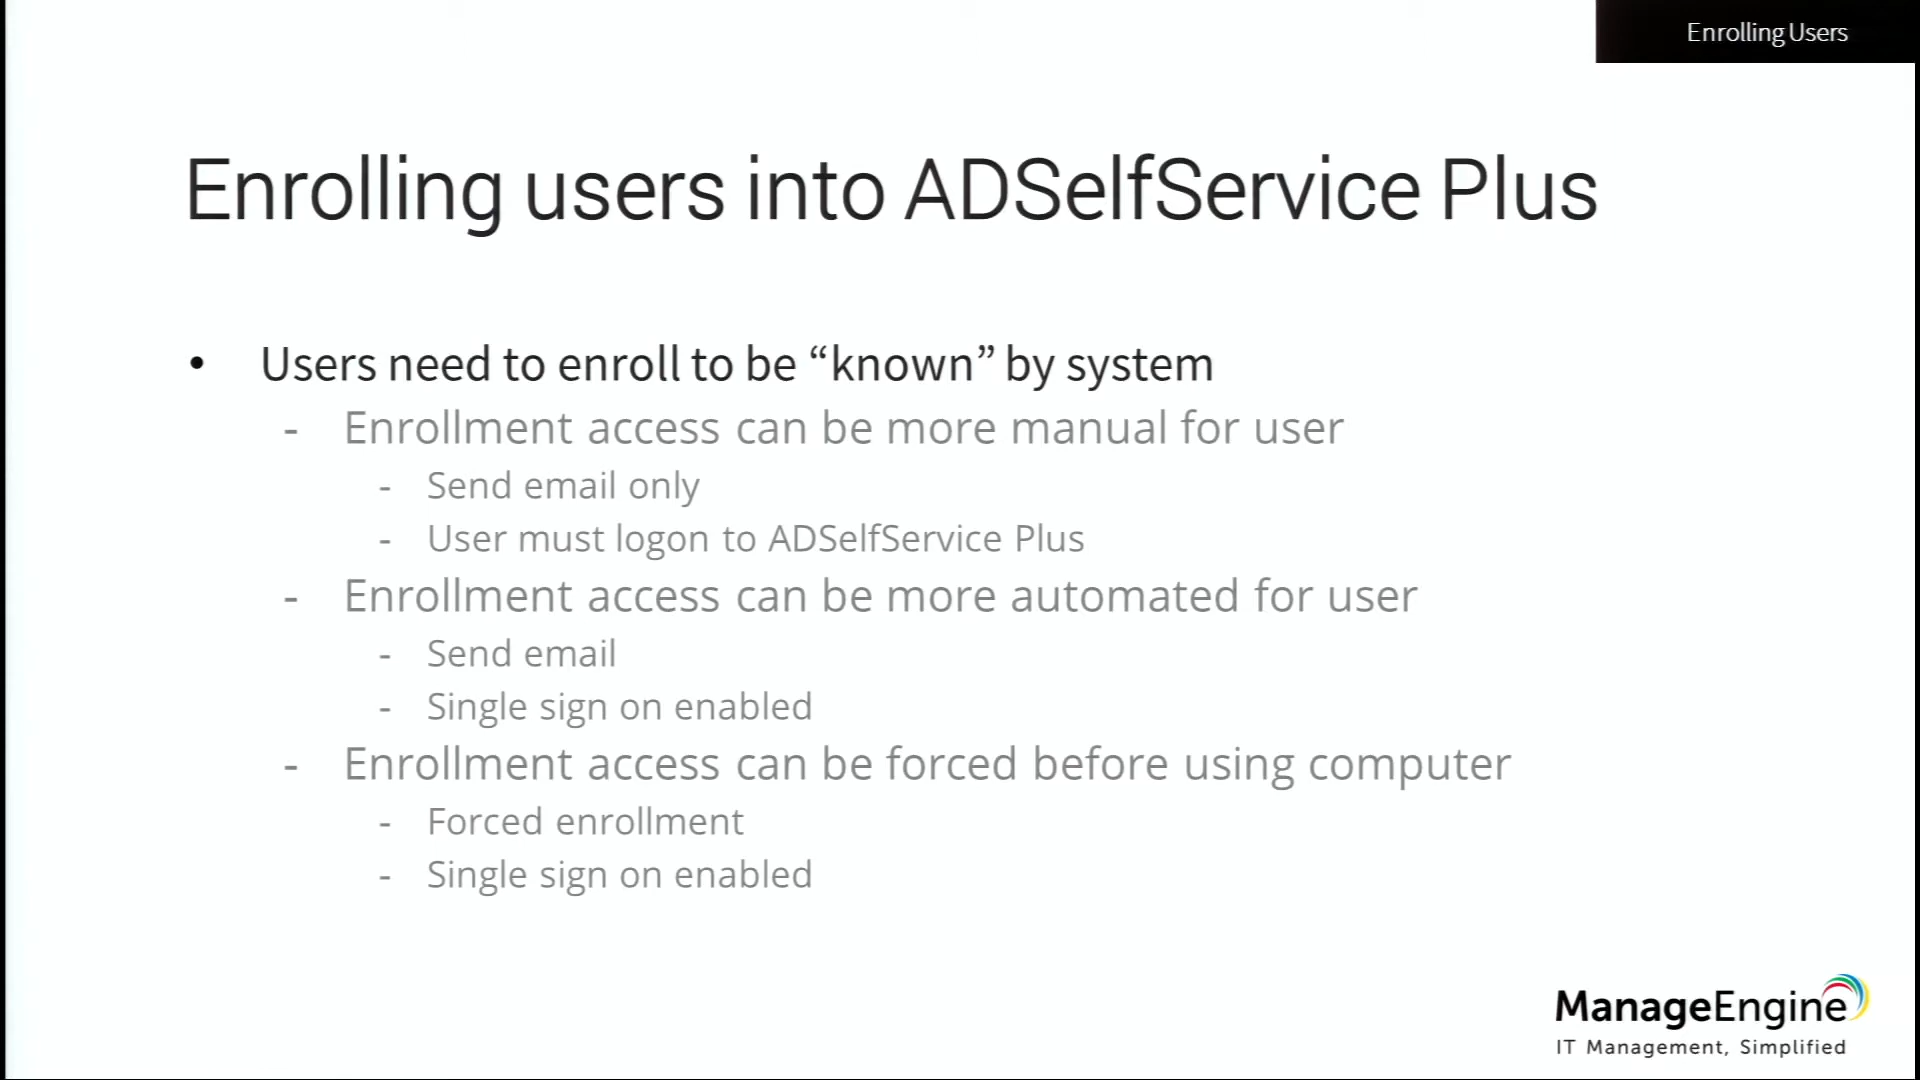 Enrolling Users
Enrolling users into ADSelfService Plus
• Users need to enroll to be “known” by system
- Enrollment access can be more manual for user
- Send email only
- User must logon to ADSelfService Plus
- Enrollment access can be more automated for user
- Send email
- Single sign on enabled
- Enrollment access can be forced before using computer
- Forced enrollment
- Single sign on enabled
ManageEngine
IT Management, Simplified